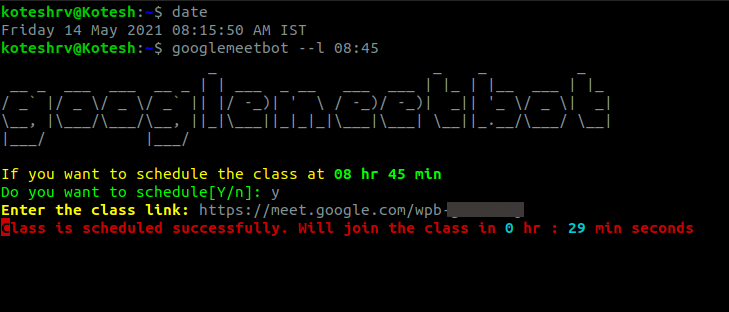 koteshrv@Kotesh:~$ date
Friday 14 May 2021 08:15:50 AM IST
koteshrv@Kotesh:~$ googlemeetbot --l 08:45
googlemeetbot
If you want to schedule the class at 08 hr 45 min
Do you want to schedule[Y/n]: y
Enter the class link: https://meet.google.com/wpb-
Class is scheduled successfully. Will join the class in 0 hr : 29 min seconds